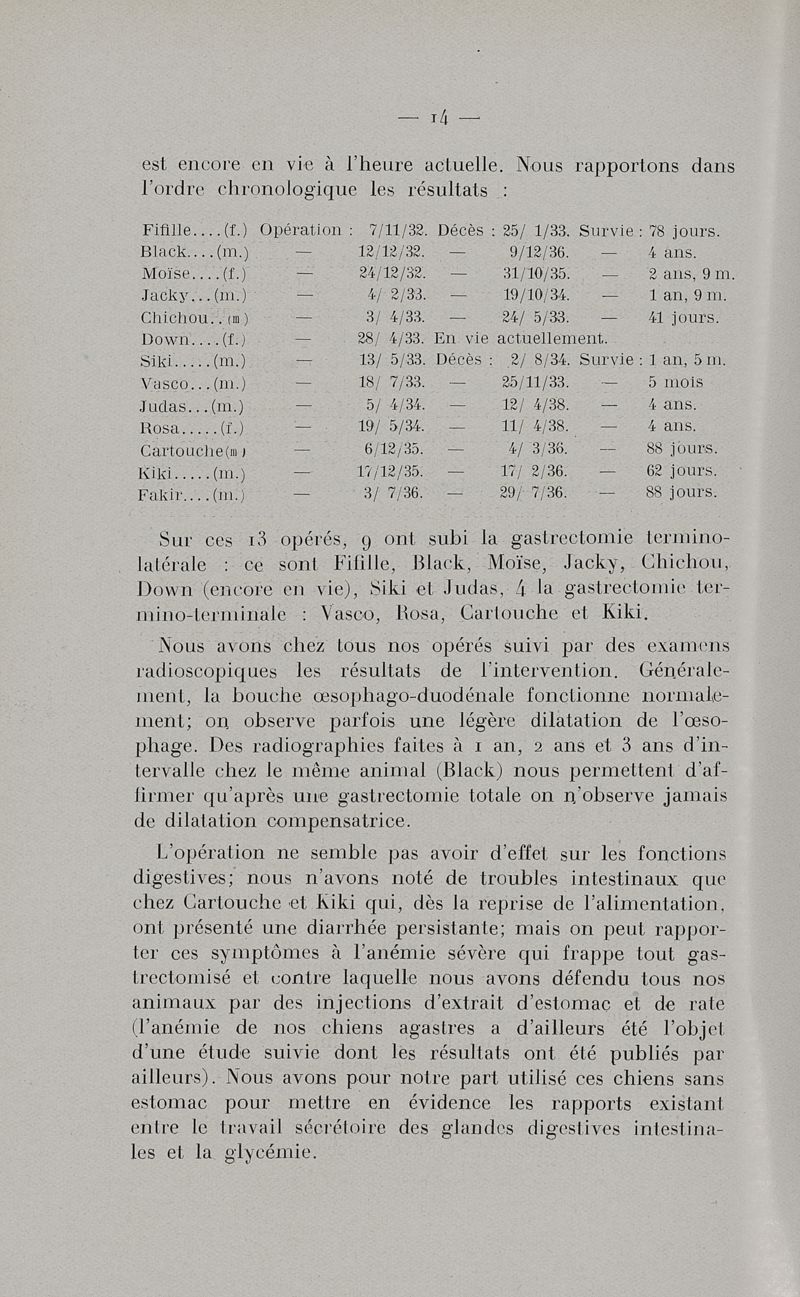 — 14 —
est encore en vie à l'heure actuelle. Nous rapportons dans
l'ordre chronologique les résultats :
Fifille....(f.) Opération : 7/11/32. Décès : 25/ 1/33. Survie : 78 jours.
Black....(m.) — 12/12/32. — 9/12/36. — 4 ans.
Moïse....(f.) — 24/12/32. — 31/10/35. — 2 ans, 9 m.
Jacky...(m.) — 4/ 2/33. — 19/10/34. — 1 an, 9 m.
Chichou..(m) — 3/ 4/33. — 24/ 5/33. — 41 jours.
Down....(f.) — 28/ 4/33. En vie actuellement.
Siki.....(m.) — 13/ 5/33. Décès : 2/ 8/34. Survie : 1 an, 5 m.
Vasco...(m.) — 18/ 7/33. — 25/11/33. — 5 mois
Judas...(m.) — 5/ 4/34. — 12/ 4/38. — 4 ans.
Rosa.....(f.) — 19/ 5/34. — 11/ 4/38. — 4 ans.
Cartouche(m) — 6/12/35. — 4/ 3/36. — 88 jours.
Kiki.....(m.) — 17/12/35. — 17/ 2/36. — 62 jours.
Fakir....(m.) — 3/ 7/36. — 29/ 7/36. — 88 jours.
Sur ces 13 opérés, 9 ont subi la gastrectomie termino-
latérale : ce sont Fifille, Black, Moïse, Jacky, Chichou,
Down (encore en vie), Siki et Judas, 4 la gastrectomie ter-
mino-terminale : Vasco, Rosa, Cartouche et Kiki.
Nous avons chez tous nos opérés suivi par des examens
radioscopiques les résultats de l'intervention. Générale-
ment, la bouche œsophago-duodénale fonctionne normale-
ment; on observe parfois une légère dilatation de l'œso-
phage. Des radiographies faites à 1 an, 2 ans et 3 ans d'in-
tervalle chez le même animal (Black) nous permettent d'af-
firmer qu'après une gastrectomie totale on n'observe jamais
de dilatation compensatrice.
L'opération ne semble pas avoir d'effet sur les fonctions
digestives; nous n'avons noté de troubles intestinaux que
chez Cartouche et Kiki qui, dès la reprise de l'alimentation,
ont présenté une diarrhée persistante; mais on peut rappor-
ter ces symptômes à l'anémie sévère qui frappe tout gas-
trectomisé et contre laquelle nous avons défendu tous nos
animaux par des injections d'extrait d'estomac et de rate
(l'anémie de nos chiens agastres a d'ailleurs été l'objet
d'une étude suivie dont les résultats ont été publiés par
ailleurs). Nous avons pour notre part utilisé ces chiens sans
estomac pour mettre en évidence les rapports existant
entre le travail sécrétoire des glandes digestives intestina-
les et la glycémie.